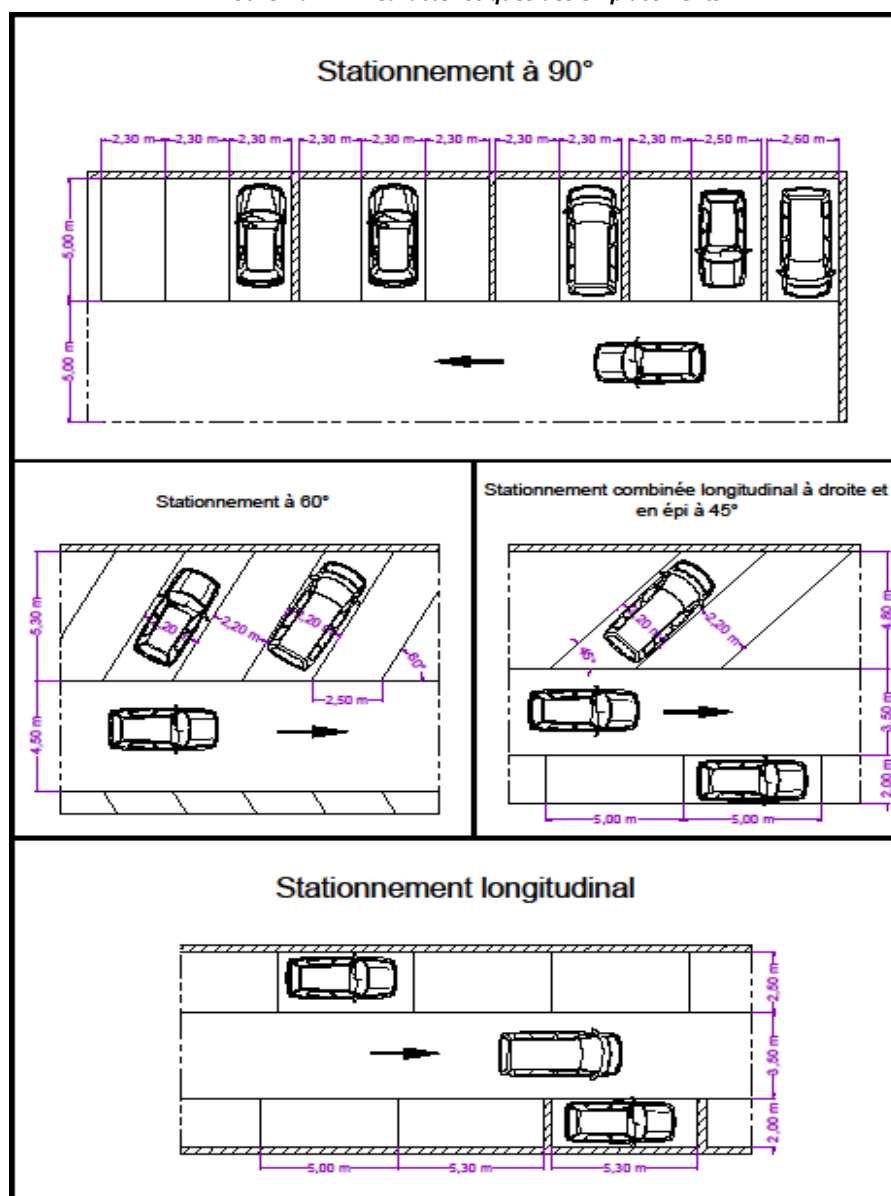 Stationnement à 90°
2,30 m 2,30 m 2,30 m 2,30 m 2,30 m 2,30 m 2,30 m 2,30 m 2,30 m 2,50 m 2,60 m
5,00 m
5,00 m
Stationnement à 60°
5,30 m
2,20 m
2,20 m
2,20 m
60°
2,50 m
4,50 m
Stationnement combinée longitudinal à droite et
en épi à 45°
4,80 m
2,20 m
2,20 m
45°
3,50 m
2,00 m
5,00 m 5,00 m
Stationnement longitudinal
2,50 m
3,50 m
2,00 m
5,00 m 5,30 m 5,30 m